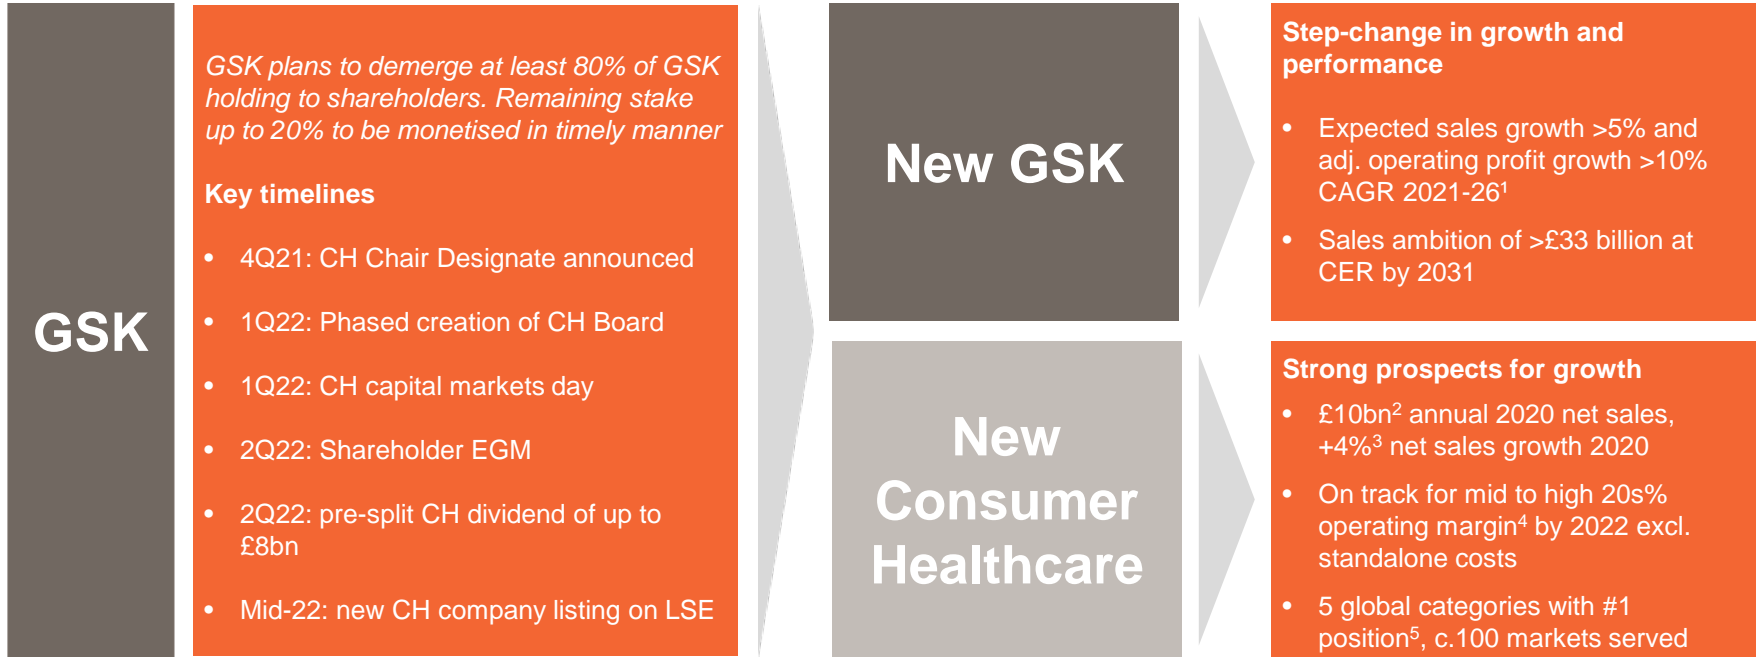 GSK
GSK plans to demerge at least 80% of GSK
holding to shareholders. Remaining stake
up to 20% to be monetised in timely manner
Key timelines
• 4Q21: CH Chair Designate announced
• 1Q22: Phased creation of CH Board
• 1Q22: CH capital markets day
• 2Q22: Shareholder EGM
• 2Q22: pre-split CH dividend of up to
£8bn
• Mid-22: new CH company listing on LSE
New GSK
Step-change in growth and
performance
• Expected sales growth >5% and
adj. operating profit growth >10%
CAGR 2021-26¹
• Sales ambition of >£33 billion at
CER by 2031
New
Consumer
Healthcare
Strong prospects for growth
• £10bn² annual 2020 net sales,
+4%³ net sales growth 2020
• On track for mid to high 20s%
operating margin⁴ by 2022 excl.
standalone costs
• 5 global categories with #1
position⁵, c.100 markets served